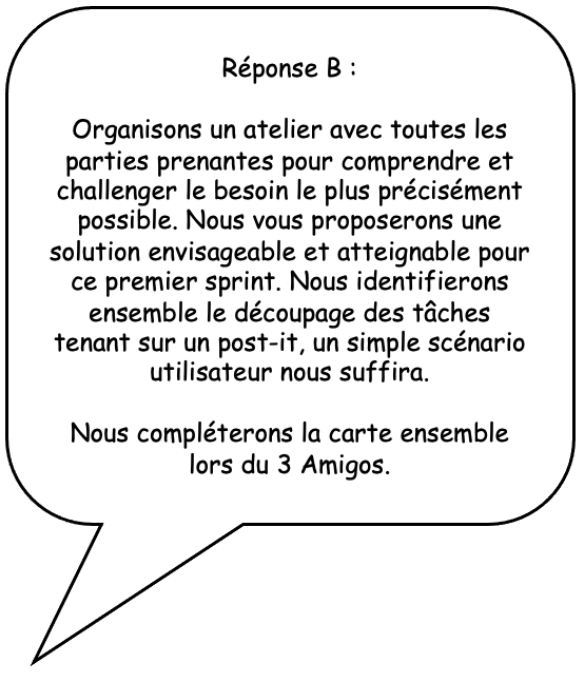 Réponse B :
Organisons un atelier avec toutes les
parties prenantes pour comprendre et
challenger le besoin le plus précisément
possible. Nous vous proposerons une
solution envisageable et atteignable pour
ce premier sprint. Nous identifierons
ensemble le découpage des tâches
tenant sur un post-it, un simple scénario
utilisateur nous suffira.
Nous compléterons la carte ensemble
lors du 3 Amigos.